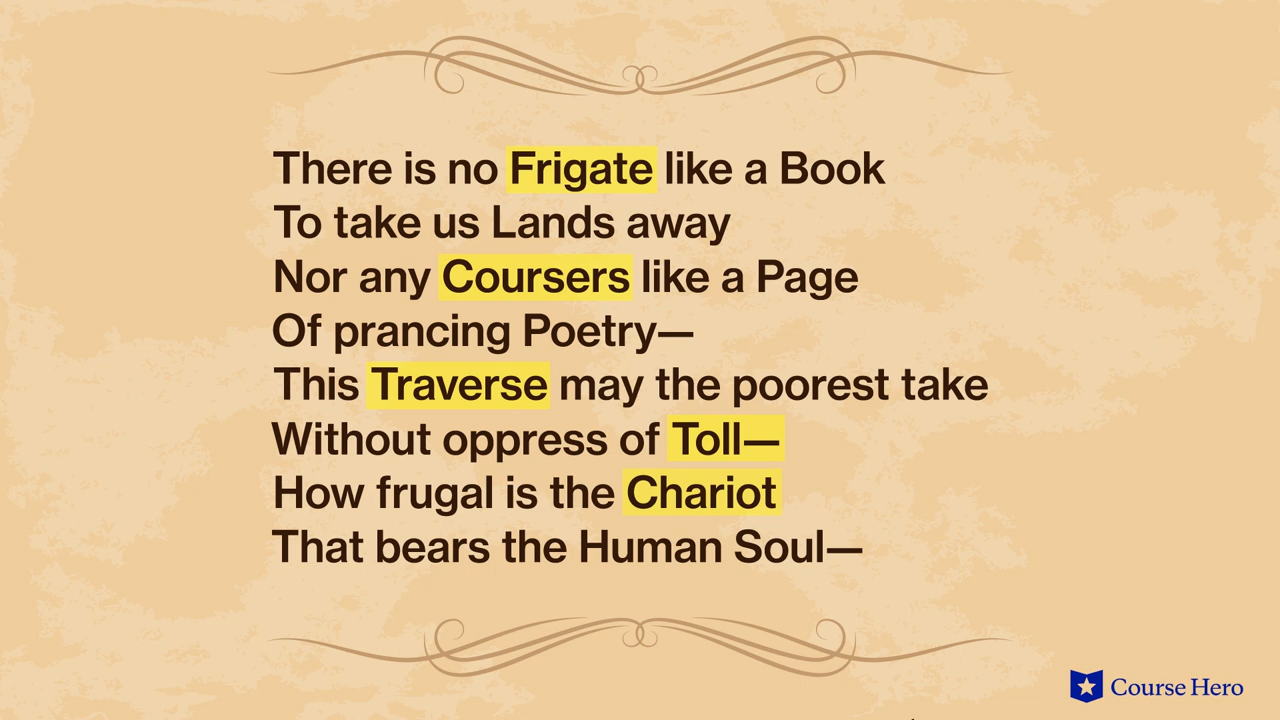 There is no Frigate like a Book
To take us Lands away
Nor any Coursers like a Page
Of prancing Poetry—
This Traverse may the poorest take
Without oppress of Toll—
How frugal is the Chariot
That bears the Human Soul—
Course Hero